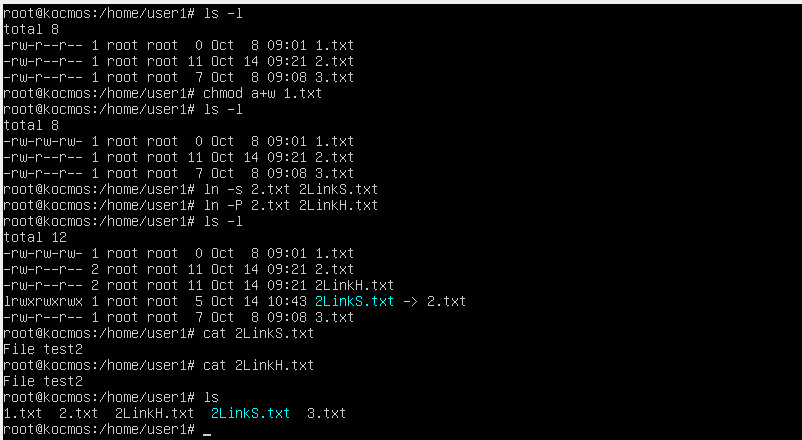 root@kocmos:/home/user1# ls -l
total 8
-rw-r--r-- 1 root root  0 Oct  8 09:01 1.txt
-rw-r--r-- 1 root root 11 Oct 14 09:21 2.txt
-rw-r--r-- 1 root root  7 Oct  8 09:08 3.txt
root@kocmos:/home/user1# chmod a+w 1.txt
root@kocmos:/home/user1# ls -l
total 8
-rw-rw-rw- 1 root root  0 Oct  8 09:01 1.txt
-rw-r--r-- 1 root root 11 Oct 14 09:21 2.txt
-rw-r--r-- 1 root root  7 Oct  8 09:08 3.txt
root@kocmos:/home/user1# ln -s 2.txt 2LinkS.txt
root@kocmos:/home/user1# ln -P 2.txt 2LinkH.txt
root@kocmos:/home/user1# ls -l
total 12
-rw-rw-rw- 1 root root  0 Oct  8 09:01 1.txt
-rw-r--r-- 2 root root 11 Oct 14 09:21 2.txt
-rw-r--r-- 2 root root 11 Oct 14 09:21 2LinkH.txt
lrwxrwxrwx 1 root root  5 Oct 14 10:43 2LinkS.txt -> 2.txt
-rw-r--r-- 1 root root  7 Oct  8 09:08 3.txt
root@kocmos:/home/user1# cat 2LinkS.txt
File test2
root@kocmos:/home/user1# cat 2LinkH.txt
File test2
root@kocmos:/home/user1# ls
1.txt  2.txt  2LinkH.txt  2LinkS.txt  3.txt
root@kocmos:/home/user1# _